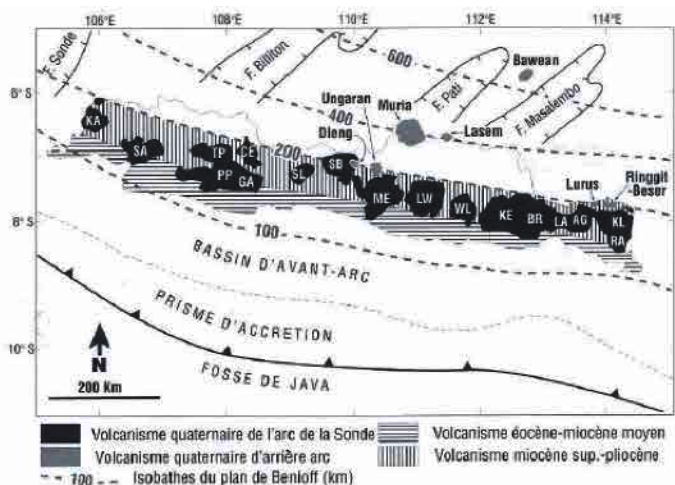 106°E 108°E 110°E 112°E 114°E
F. Sonde
F. Billiton
600
Bawean
6°S
Ungaran
Muria
F. Pati
F. Masalembo
400
Lasem
KA
Dieng
200
SA
TP
CE
SB
Lurus
Ringgit-
Beser
PP
GA
SL
ME
LW
WL
KE
BR
LA
AG
KL
RA
8°S
100
BASSIN D'AVANT-ARC
PRISME D'ACCRETION
10°S
FOSSE DE JAVA
N
200 Km
Volcanisme quaternaire de l'arc de la Sonde
Volcanisme éocène-miocène moyen
Volcanisme quaternaire d'arrière arc
Volcanisme miocène sup.-pliocène
100 Isobathes du plan de Benioff (km)